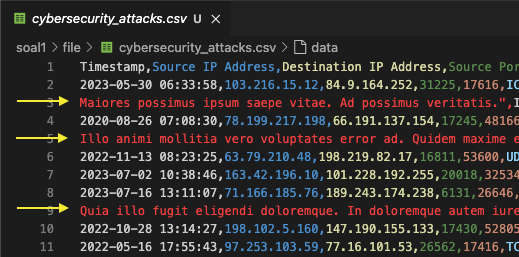 cybersecurity_attacks.csv U ×
soal1 > file > cybersecurity_attacks.csv > data
1 Timestamp,Source IP Address,Destination IP Address,Source Por
2 2023-05-30 06:33:58,103.216.15.12,84.9.164.252,31225,17616,IC
3 Maiores possimus ipsum saepe vitae. Ad possimus veritatis.",I
4 2020-08-26 07:08:30,78.199.217.198,66.191.137.154,17245,48166
5 Illo animi mollitia vero voluptates error ad. Quidem maxime e
6 2022-11-13 08:23:25,63.79.210.48,198.219.82.17,16811,53600,UD
7 2023-07-02 10:38:46,163.42.196.10,101.228.192.255,20018,32534
8 2023-07-16 13:11:07,71.166.185.76,189.243.174.238,6131,26646,
9 Quia illo fugit eligendi doloremque. In doloremque autem iure
10 2022-10-28 13:14:27,198.102.5.160,147.190.155.133,17430,52805
11 2022-05-16 17:55:43,97.253.103.59,77.16.101.53,26562,17416,TC